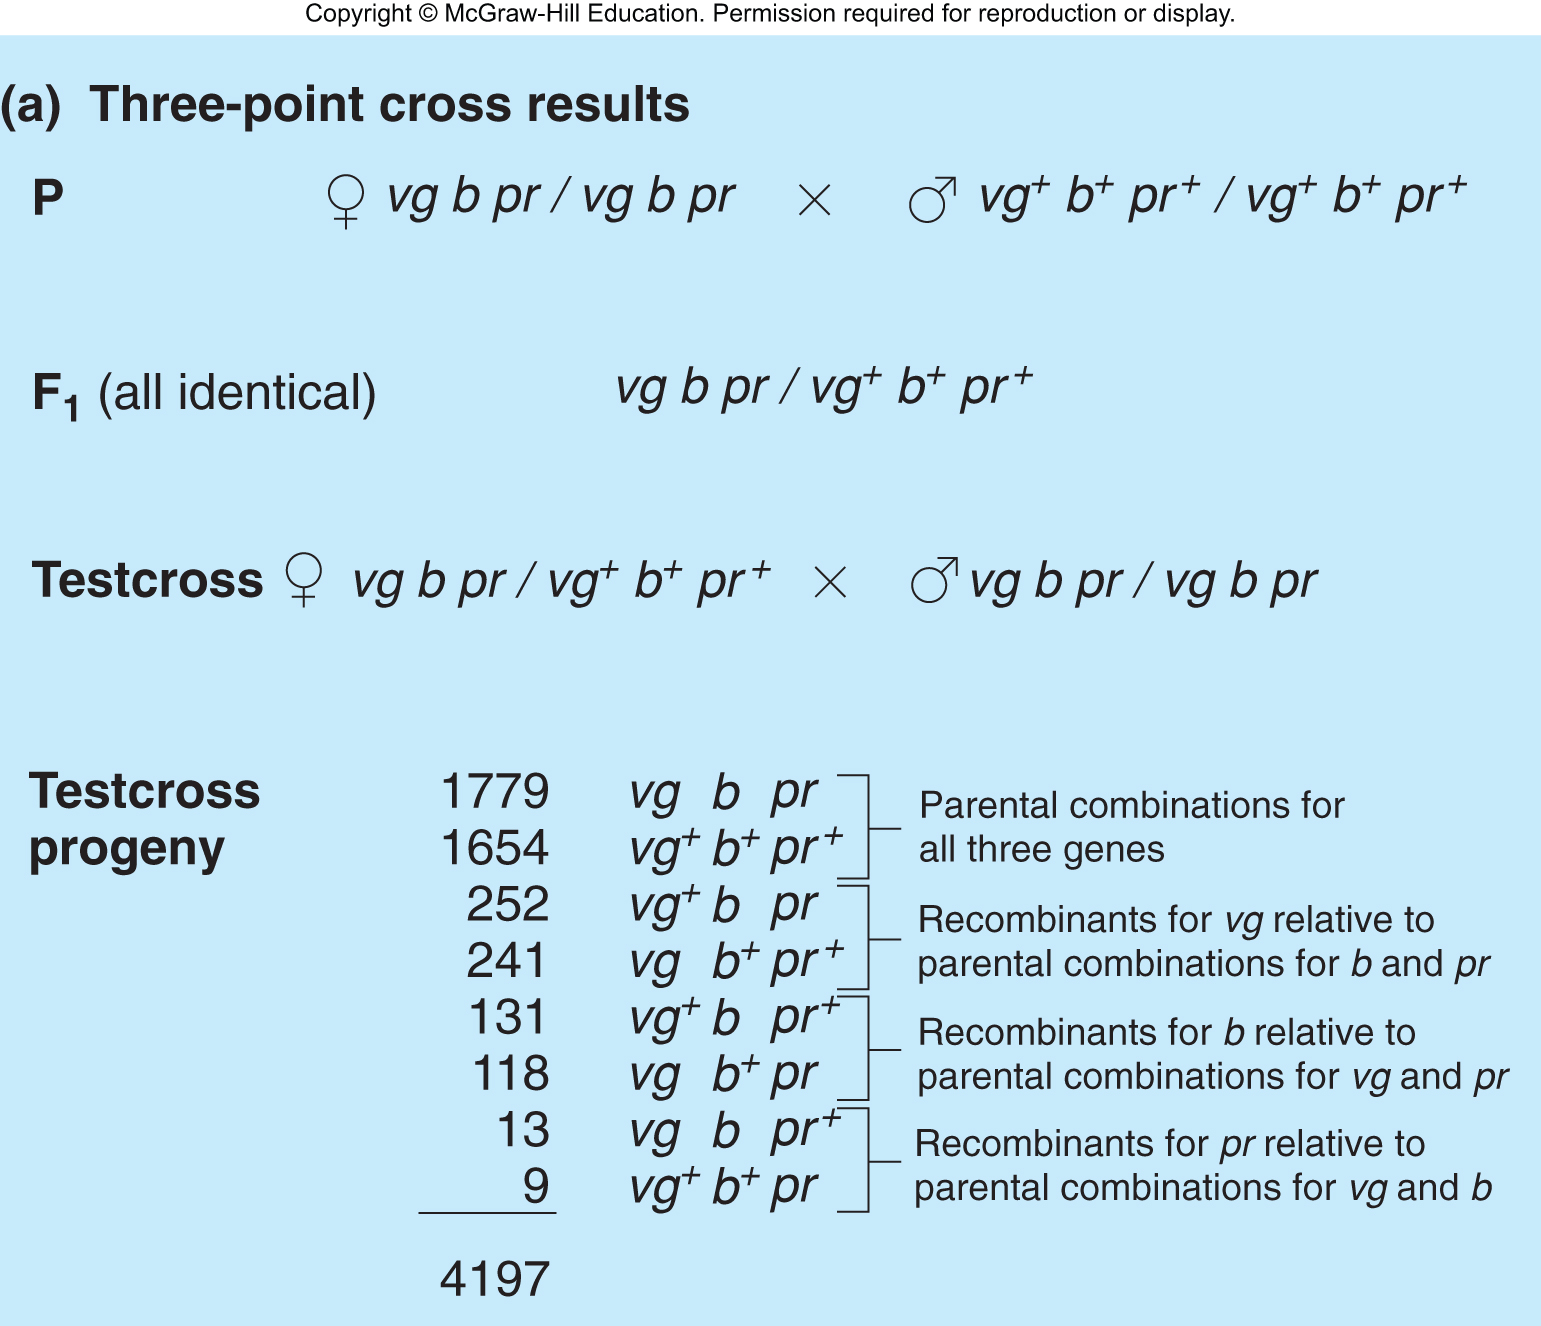 Copyright © McGraw-Hill Education. Permission required for reproduction or display.
(a) Three-point cross results
P ♀ vg b pr / vg b pr × ♂ vg⁺ b⁺ pr⁺ / vg⁺ b⁺ pr⁺
F₁ (all identical) vg b pr / vg⁺ b⁺ pr⁺
Testcross ♀ vg b pr / vg⁺ b⁺ pr⁺ × ♂ vg b pr / vg b pr
Testcross
progeny
1779 vg b pr
1654 vg⁺ b⁺ pr⁺
Parental combinations for
all three genes
252 vg⁺ b pr
241 vg b⁺ pr⁺
Recombinants for vg relative to
parental combinations for b and pr
131 vg⁺ b pr⁺
118 vg b⁺ pr
Recombinants for b relative to
parental combinations for vg and pr
13 vg b pr⁺
9 vg⁺ b⁺ pr
Recombinants for pr relative to
parental combinations for vg and b
4197